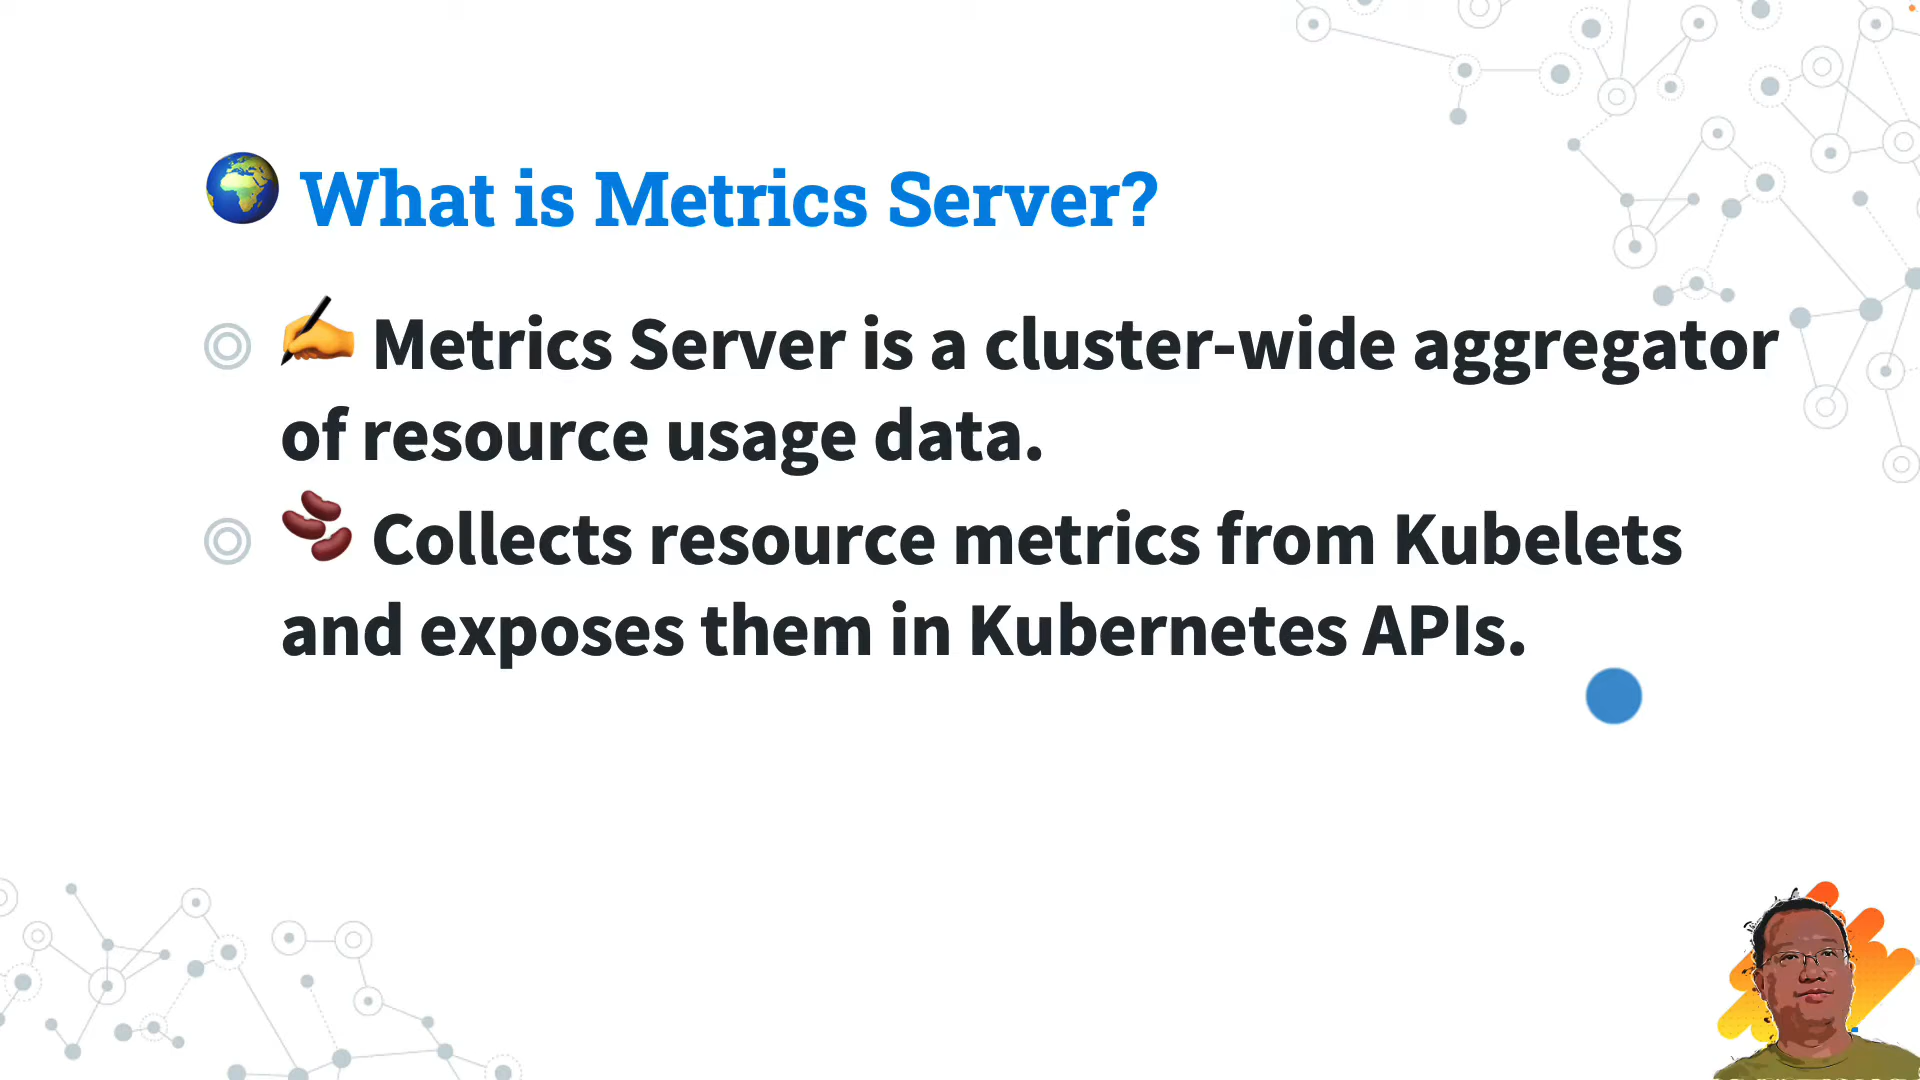 What is Metrics Server?
Metrics Server is a cluster-wide aggregator
of resource usage data.
Collects resource metrics from Kubelets
and exposes them in Kubernetes APIs.